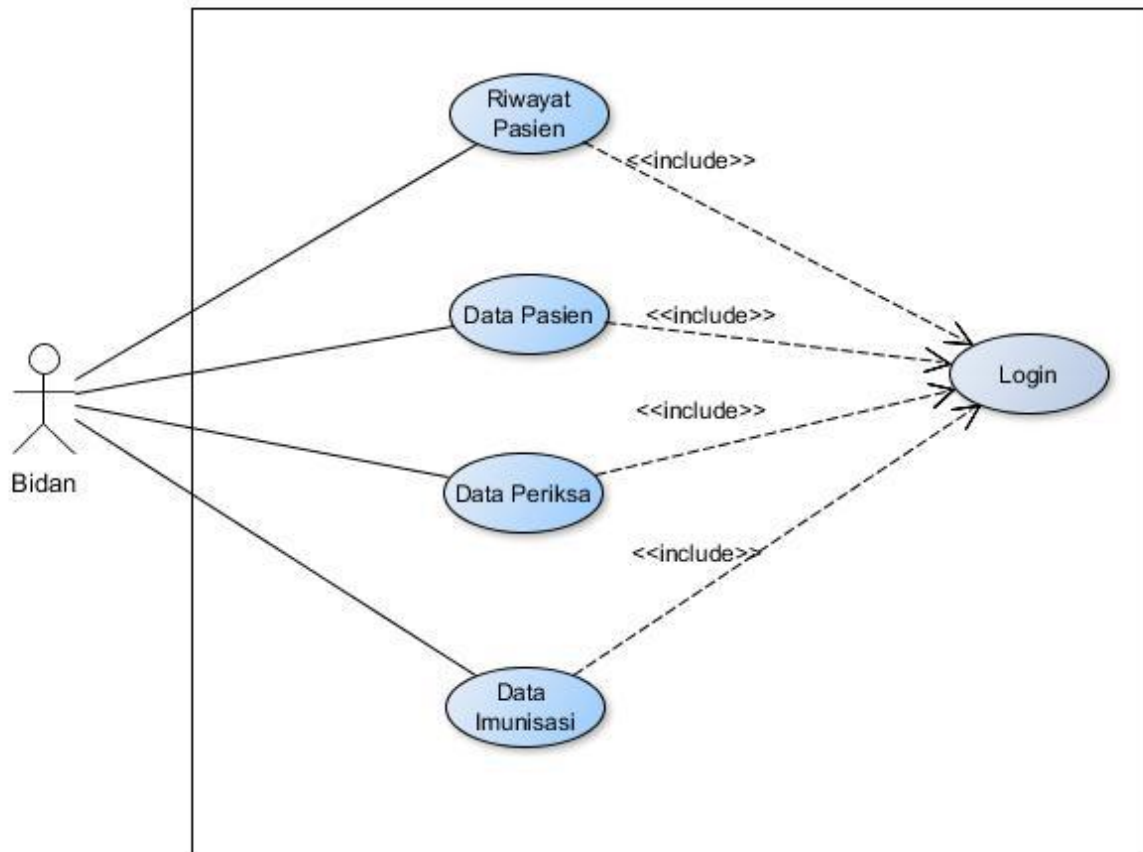 Riwayat
Pasien
<<include>>
Data Pasien
<<include>>
Login
<<include>>
Bidan
Data Periksa
<<include>>
Data
Imunisasi